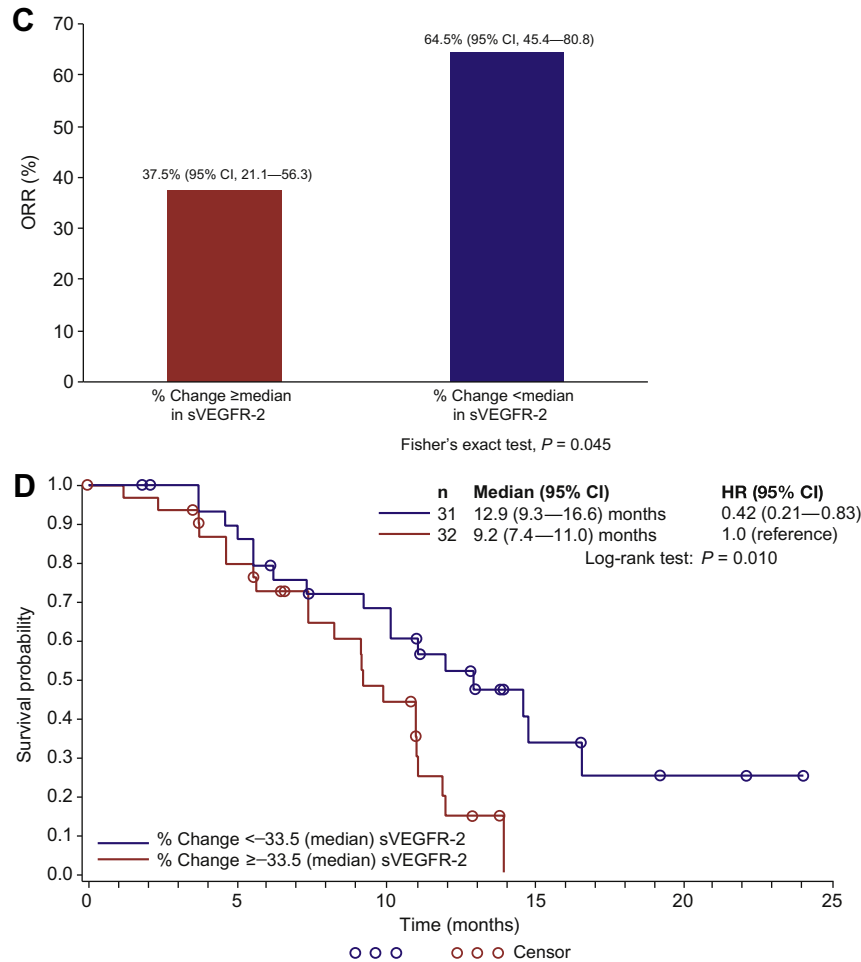 C
70
60
50
40
30
20
10
0
ORR (%)
64.5% (95% CI, 45.4—80.8)
37.5% (95% CI, 21.1—56.3)
% Change ≥median
in sVEGFR-2
% Change <median
in sVEGFR-2
Fisher's exact test, P = 0.045
D
1.0
0.9
0.8
0.7
0.6
0.5
0.4
0.3
0.2
0.1
0.0
Survival probability
n Median (95% CI) HR (95% CI)
31 12.9 (9.3—16.6) months 0.42 (0.21—0.83)
32 9.2 (7.4—11.0) months 1.0 (reference)
Log-rank test: P = 0.010
% Change <–33.5 (median) sVEGFR-2
% Change ≥–33.5 (median) sVEGFR-2
0 5 10 15 20 25
Time (months)
Censor